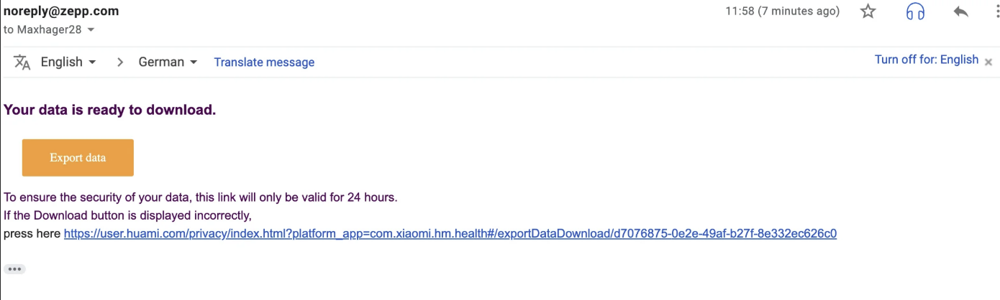 noreply@zepp.com 11:58 (7 minutes ago)
to Maxhager28
English > German Translate message Turn off for: English ×
Your data is ready to download.
Export data
To ensure the security of your data, this link will only be valid for 24 hours.
If the Download button is displayed incorrectly,
press here https://user.huami.com/privacy/index.html?platform_app=com.xiaomi.hm.health#/exportDataDownload/d7076875-0e2e-49af-b27f-8e332ec626c0